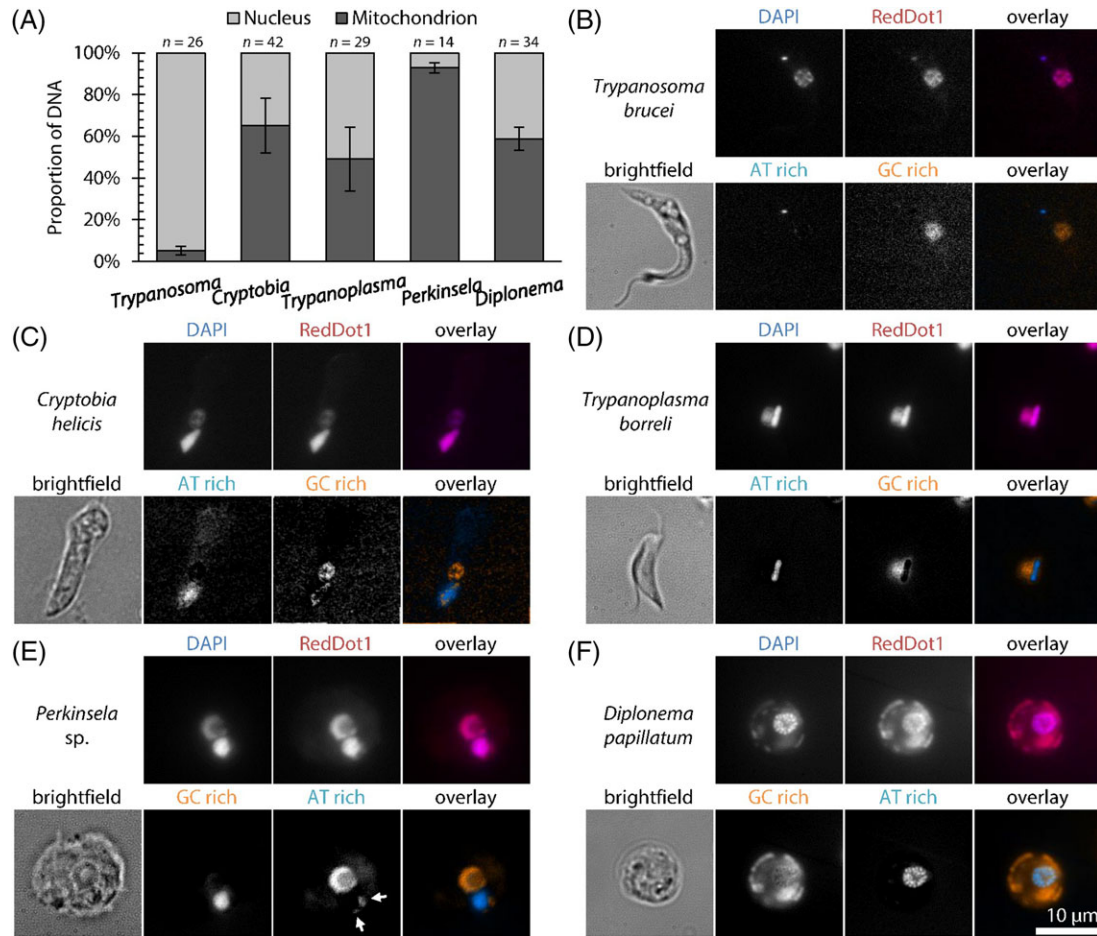 (A)
Nucleus Mitochondrion
n = 26 n = 42 n = 29 n = 14 n = 34
100%
80%
60%
40%
20%
0%
Proportion of DNA
Trypanosoma Cryptobia Trypanoplasma Perkinsela Diplonema
(B)
DAPI RedDot1 overlay
Trypanosoma
brucei
brightfield AT rich GC rich overlay
(C)
DAPI RedDot1 overlay
Cryptobia
helicis
brightfield AT rich GC rich overlay
(D)
DAPI RedDot1 overlay
Trypanoplasma
borreli
brightfield AT rich GC rich overlay
(E)
DAPI RedDot1 overlay
Perkinsela
sp.
brightfield GC rich AT rich overlay
(F)
DAPI RedDot1 overlay
Diplonema
papillatum
brightfield GC rich AT rich overlay
10 μm